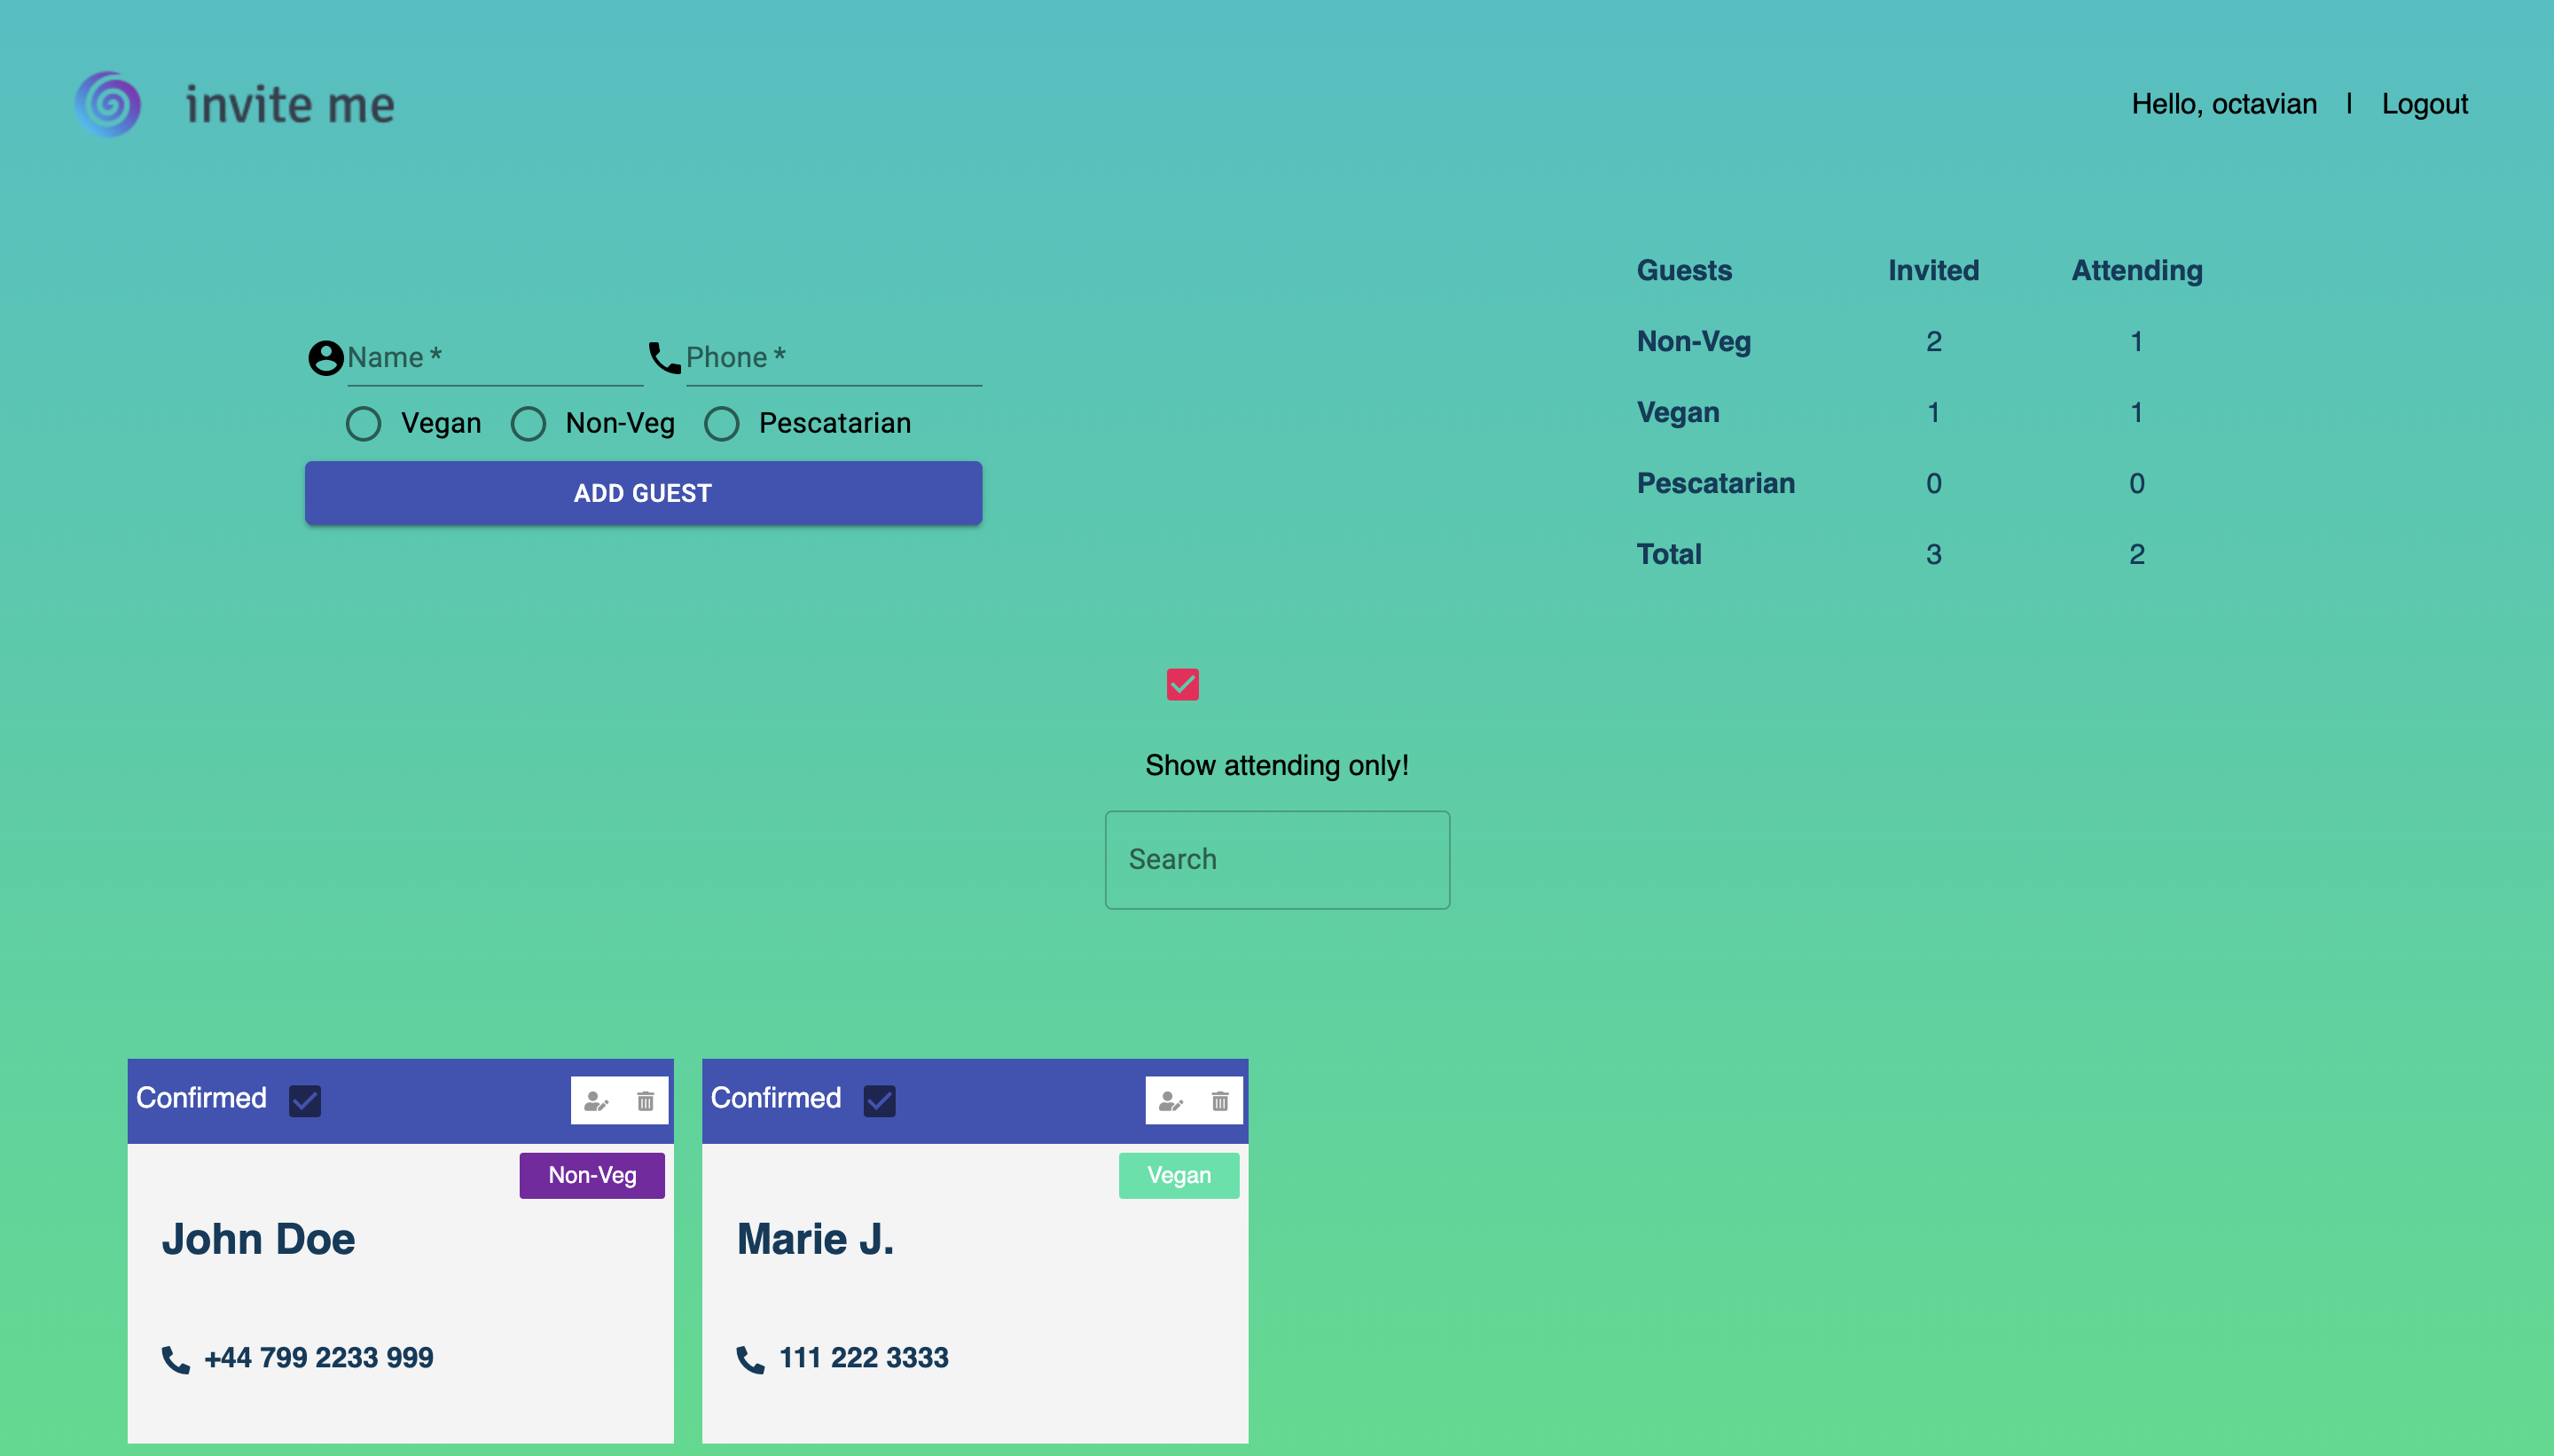 invite me
Hello, octavian | Logout
Name *
Phone *
Vegan Non-Veg Pescatarian
ADD GUEST
Guests Invited Attending
Non-Veg 2 1
Vegan 1 1
Pescatarian 0 0
Total 3 2
Show attending only!
Search
Confirmed
Non-Veg
John Doe
+44 799 2233 999
Confirmed
Vegan
Marie J.
111 222 3333